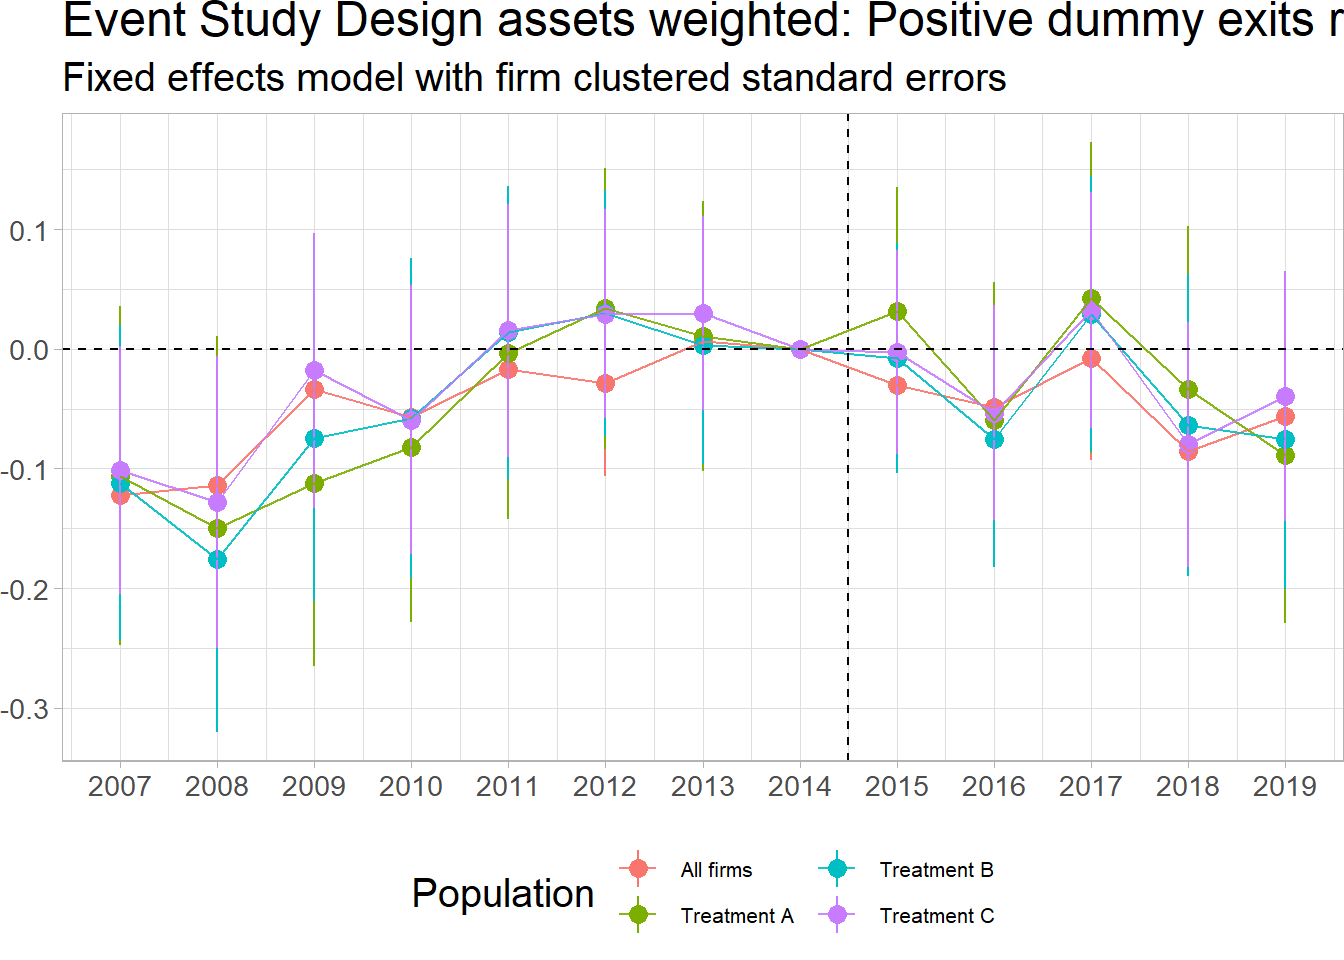 Event Study Design assets weighted: Positive dummy exits
Fixed effects model with firm clustered standard errors
0.1
0.0
-0.1
-0.2
-0.3
2007 2008 2009 2010 2011 2012 2013 2014 2015 2016 2017 2018 2019
Population
All firms
Treatment A
Treatment B
Treatment C